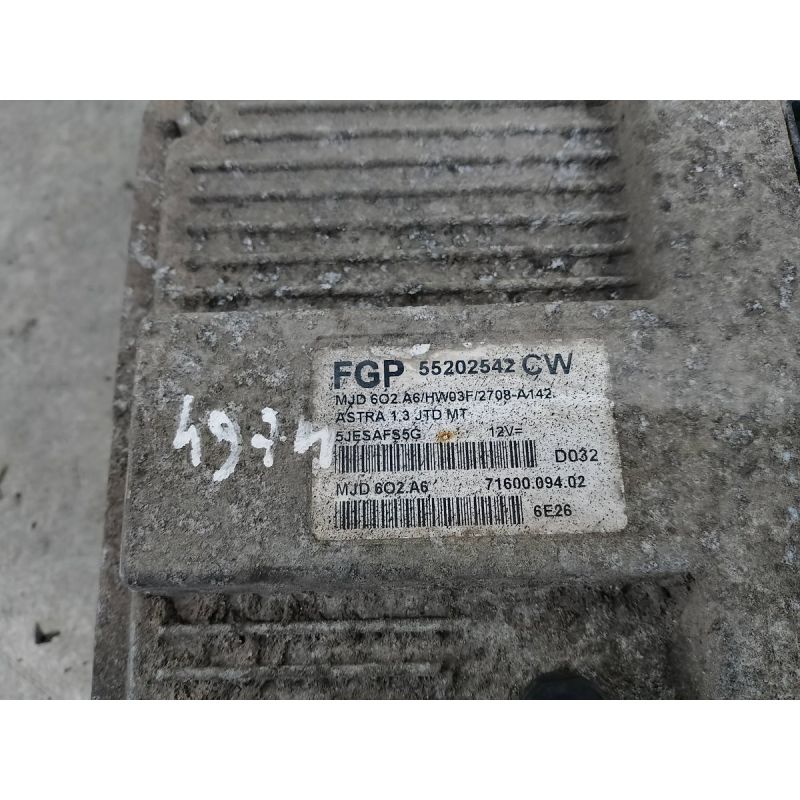 FGP 55202542 CW
MJD 6O2.A6/HW03F/2708-A142
ASTRA 1.3 JTD MT
5JESAFS5G 12V=
D032
MJD 6O2.A6 71600.094.02
6E26